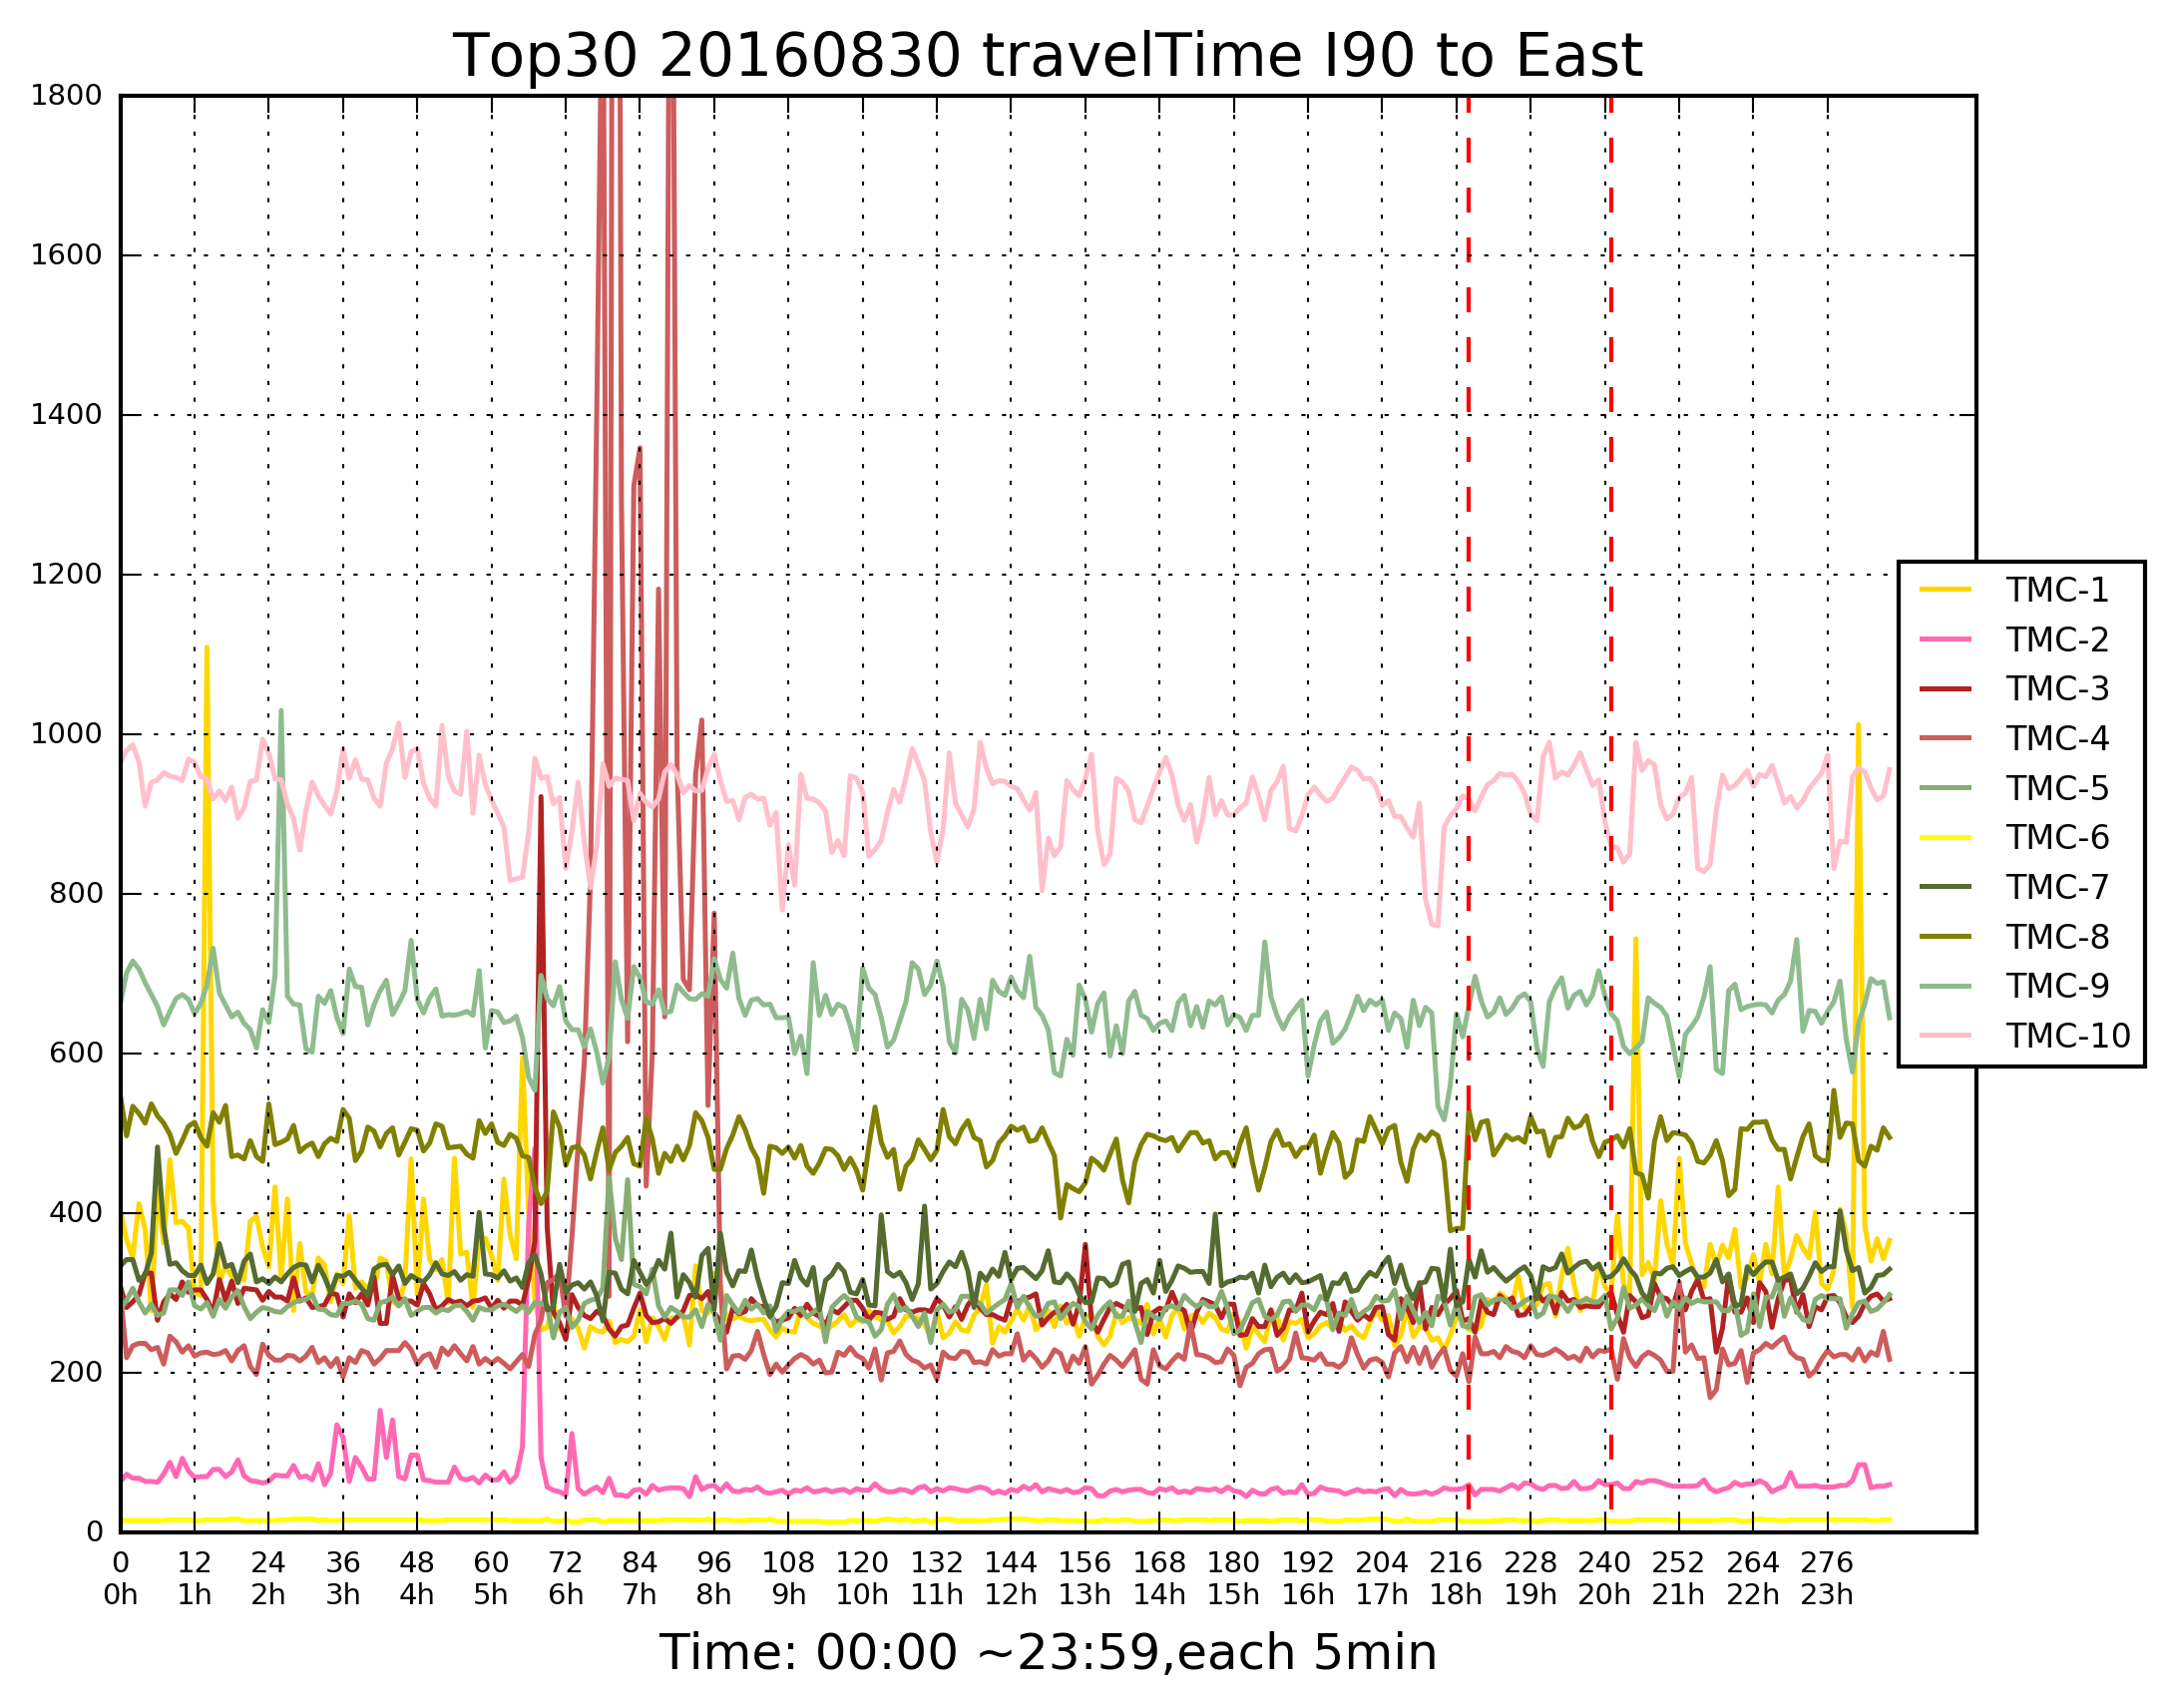 Top30 20160830 travelTime I90 to East
1800
1600
1400
1200
1000
800
600
400
200
0
TMC-1
TMC-2
TMC-3
TMC-4
TMC-5
TMC-6
TMC-7
TMC-8
TMC-9
TMC-10
0 12 24 36 48 60 72 84 96 108 120 132 144 156 168 180 192 204 216 228 240 252 264 276
0h 1h 2h 3h 4h 5h 6h 7h 8h 9h 10h 11h 12h 13h 14h 15h 16h 17h 18h 19h 20h 21h 22h 23h
Time: 00:00 ~23:59,each 5min